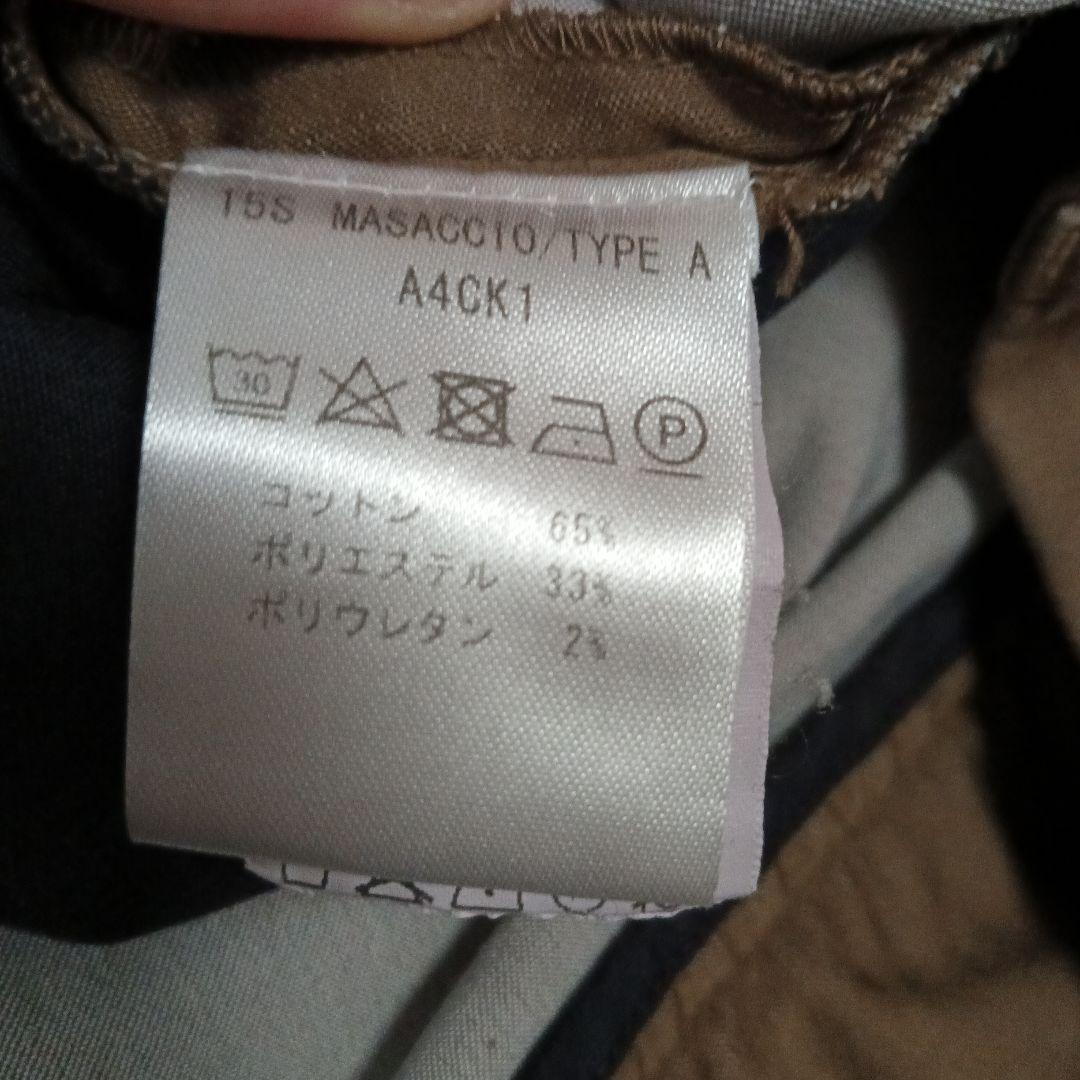 15S MASACCIO/TYPE A
A4CK1
30 P
コットン 65%
ポリエステル 33%
ポリウレタン 2%